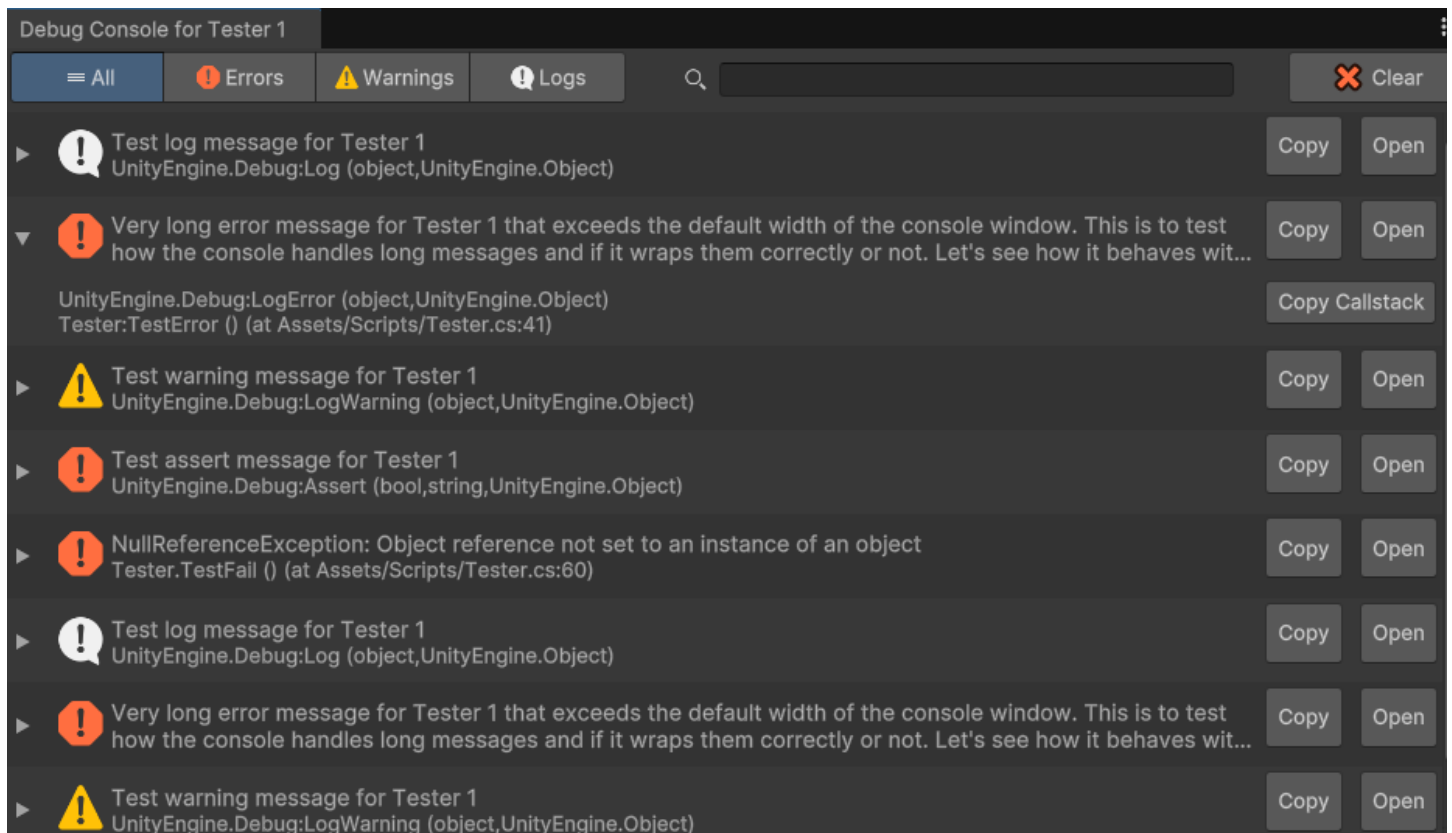 Debug Console for Tester 1
All Errors Warnings Logs Clear
Test log message for Tester 1 Copy Open
UnityEngine.Debug:Log (object,UnityEngine.Object)
Very long error message for Tester 1 that exceeds the default width of the console window. This is to test Copy Open
how the console handles long messages and if it wraps them correctly or not. Let's see how it behaves wit...
UnityEngine.Debug:LogError (object,UnityEngine.Object) Copy Callstack
Tester:TestError () (at Assets/Scripts/Tester.cs:41)
Test warning message for Tester 1 Copy Open
UnityEngine.Debug:LogWarning (object,UnityEngine.Object)
Test assert message for Tester 1 Copy Open
UnityEngine.Debug:Assert (bool,string,UnityEngine.Object)
NullReferenceException: Object reference not set to an instance of an object Copy Open
Tester.TestFail () (at Assets/Scripts/Tester.cs:60)
Test log message for Tester 1 Copy Open
UnityEngine.Debug:Log (object,UnityEngine.Object)
Very long error message for Tester 1 that exceeds the default width of the console window. This is to test Copy Open
how the console handles long messages and if it wraps them correctly or not. Let's see how it behaves wit...
Test warning message for Tester 1 Copy Open
UnityEngine.Debug:LogWarning (object,UnityEngine.Object)